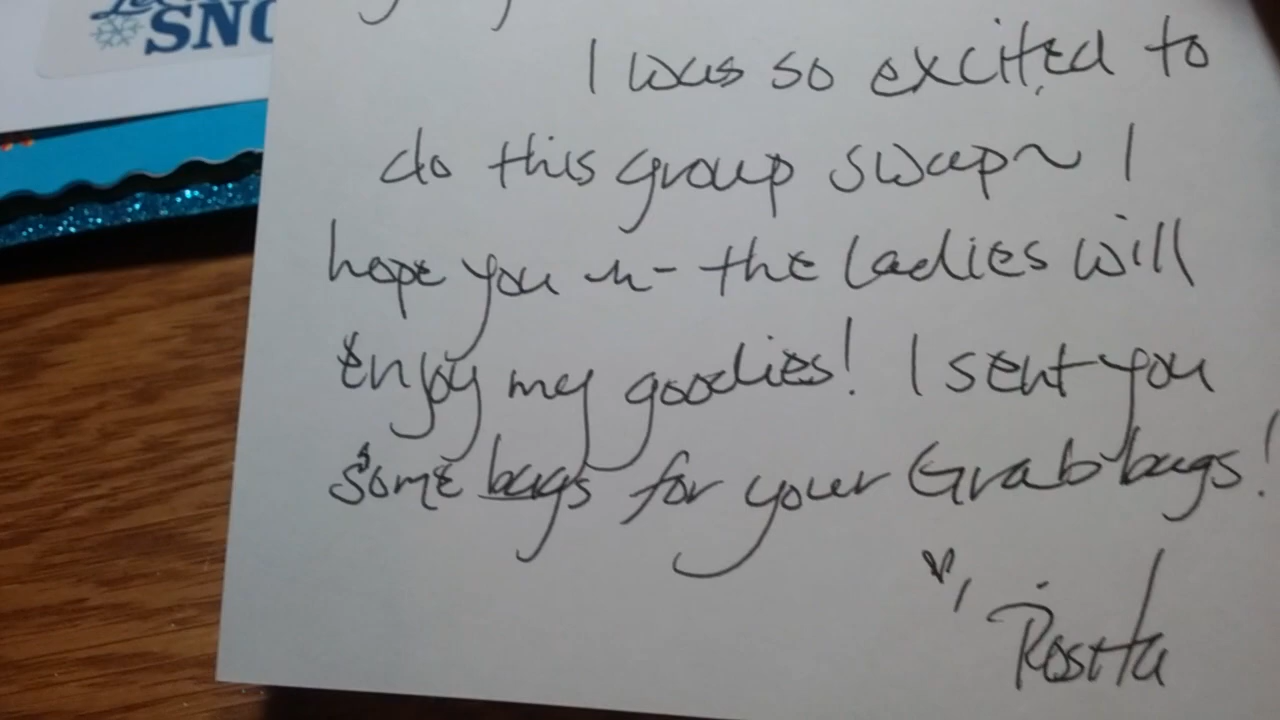 SNO
I was so excited to
do this group swap~ I
hope you n- the ladies will
enjoy my goodies! I sent you
some bags for your Grab bags!
♥,